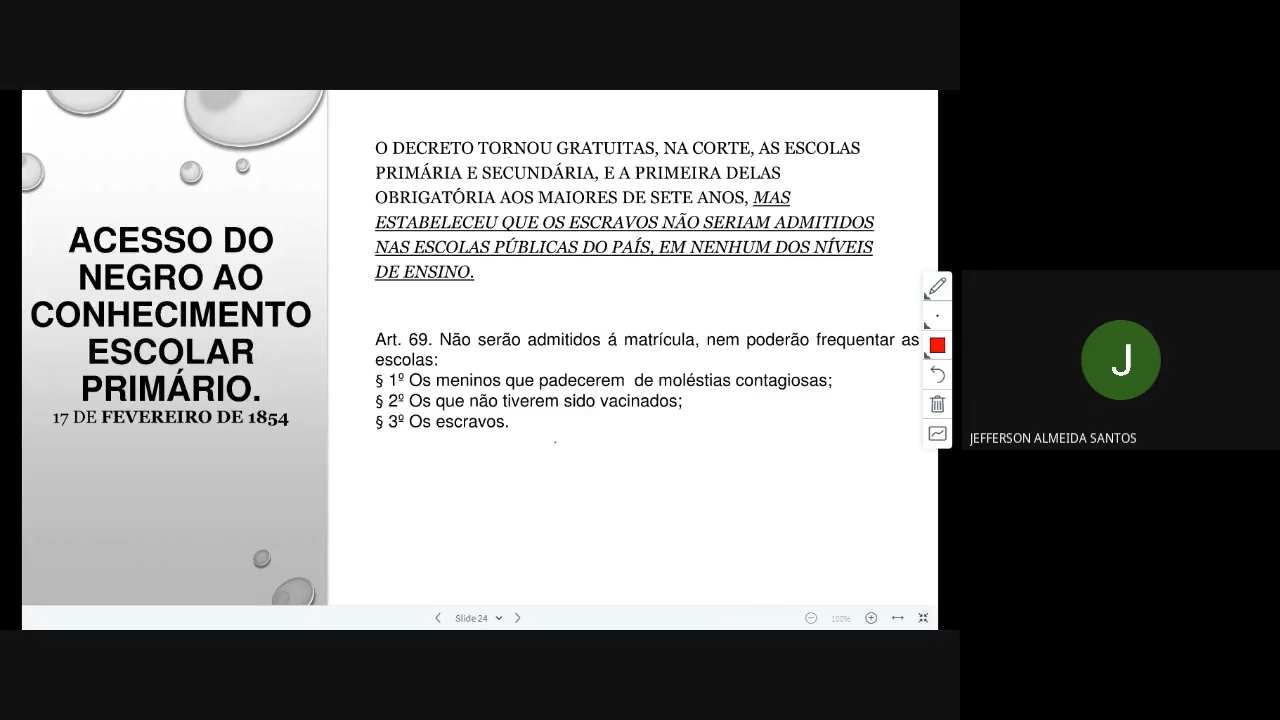 ACESSO DO
NEGRO AO
CONHECIMENTO
ESCOLAR
PRIMÁRIO.
17 DE FEVEREIRO DE 1854
O DECRETO TORNOU GRATUITAS, NA CORTE, AS ESCOLAS
PRIMÁRIA E SECUNDÁRIA, E A PRIMEIRA DELAS
OBRIGATÓRIA AOS MAIORES DE SETE ANOS, MAS
ESTABELECEU QUE OS ESCRAVOS NÃO SERIAM ADMITIDOS
NAS ESCOLAS PÚBLICAS DO PAÍS, EM NENHUM DOS NÍVEIS
DE ENSINO.
Art. 69. Não serão admitidos á matrícula, nem poderão frequentar as
escolas:
§ 1º Os meninos que padecerem de moléstias contagiosas;
§ 2º Os que não tiverem sido vacinados;
§ 3º Os escravos.
.
Slide 24
100%
J
JEFFERSON ALMEIDA SANTOS